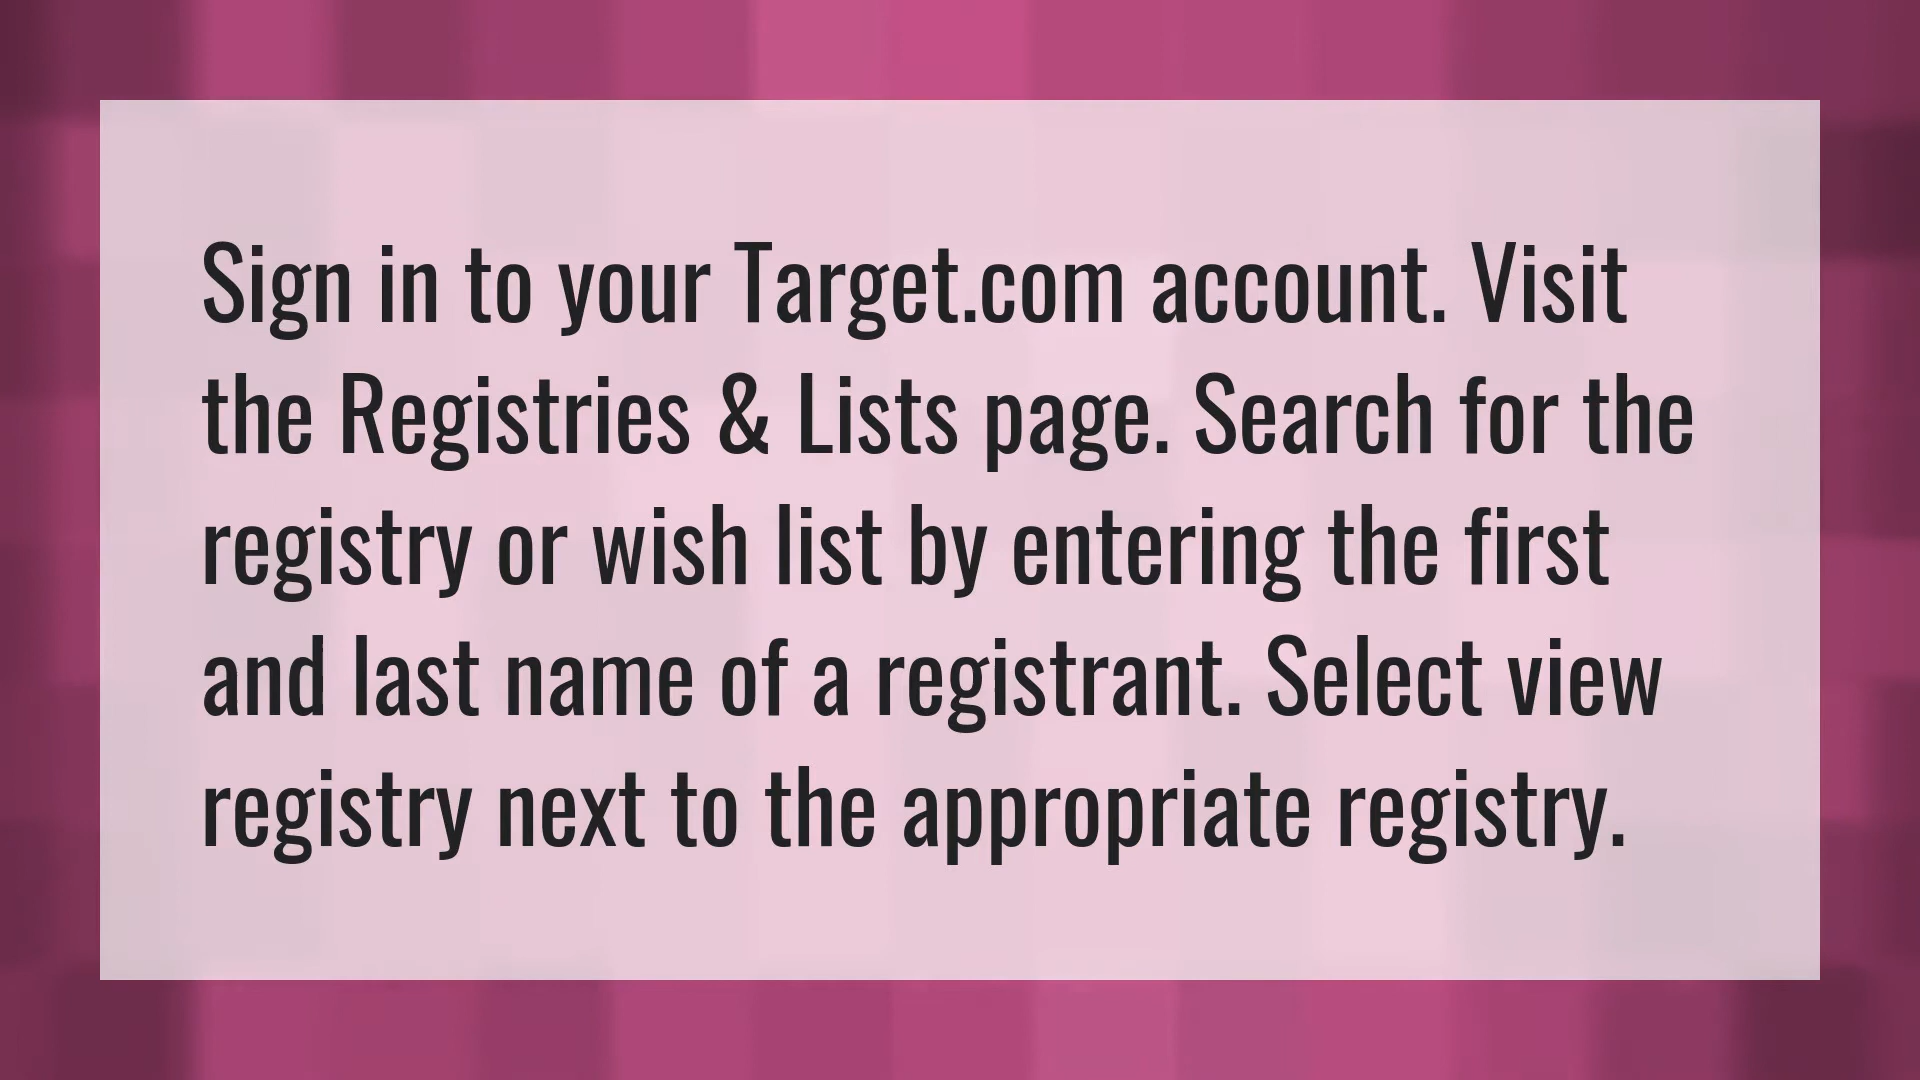 Sign in to your Target.com account. Visit
the Registries & Lists page. Search for the
registry or wish list by entering the first
and last name of a registrant. Select view
registry next to the appropriate registry.